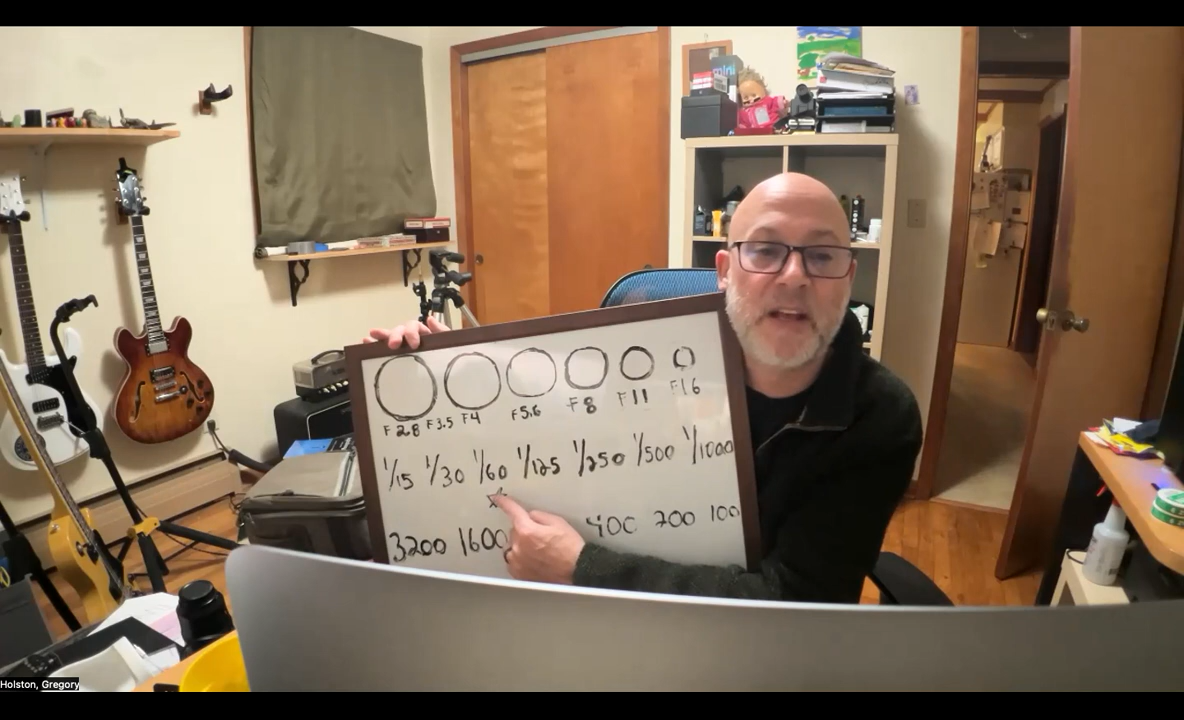 mini
F2.8 F3.5 F4 F5.6 F8 F11 F16
1/15 1/30 1/60 1/125 1/250 1/500 1/1000
3200 1600 400 200 100
Holston, Gregory